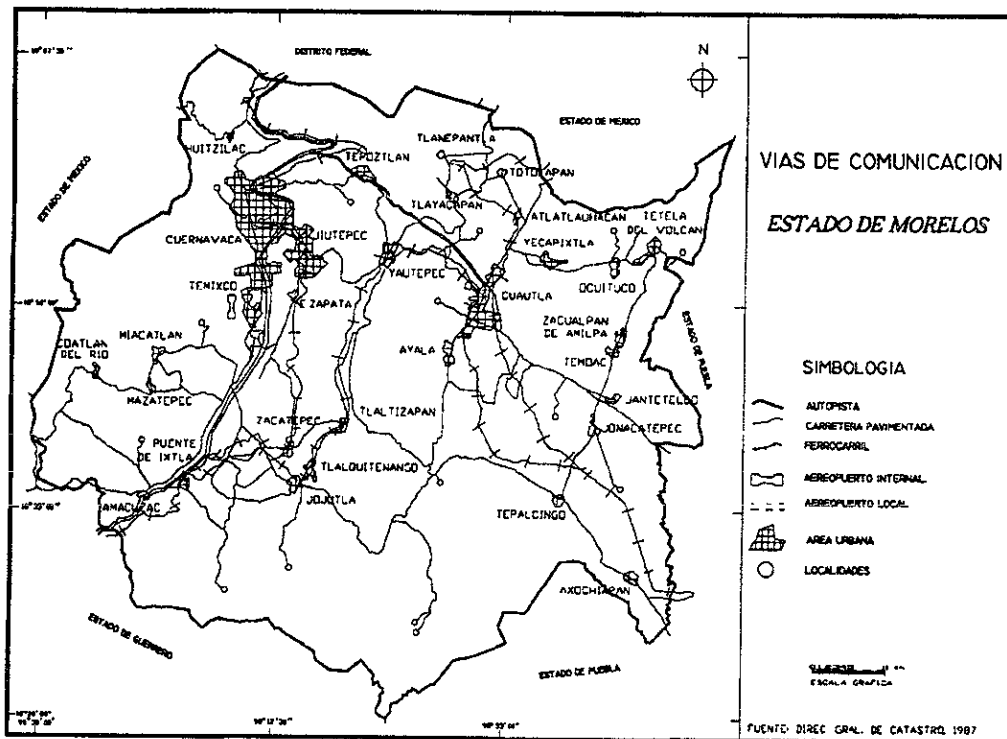 DISTRITO FEDERAL
N
ESTADO DE MEXICO
ESTADO DE MEXICO
HUITZILAC
TEPOZTLAN
TLANEPANTLA
TOTOLAPAN
TLAYACAPAN
ATLATLAUHACAN
TETELA
DEL VOLCAN
YECAPIXTLA
CUERNAVACA
JIUTEPEC
YAUTEPEC
OCUITUCO
TEMIXCO
E. ZAPATA
CUAUTLA
ZACUALPAN
DE AMILPA
ESTADO DE PUEBLA
COATLAN
DEL RIO
MIACATLAN
AYALA
TEMOAC
MAZATEPEC
JANTETELCO
ZACATEPEC
TLALTIZAPAN
JONACATEPEC
PUENTE
DE IXTLA
TLALQUITENANGO
AMACUZAC
JOJUTLA
TEPALCINGO
AXOCHIAPAN
ESTADO DE GUERRERO
ESTADO DE PUEBLA
VIAS DE COMUNICACION
ESTADO DE MORELOS
SIMBOLOGIA
AUTOPISTA
CARRETERA PAVIMENTADA
FERROCARRIL
AEREOPUERTO INTERNAL.
AEREOPUERTO LOCAL.
AREA URBANA
LOCALIDADES
ESCALA GRAFICA
FUENTE: DIREC GRAL. DE CATASTRO, 1987